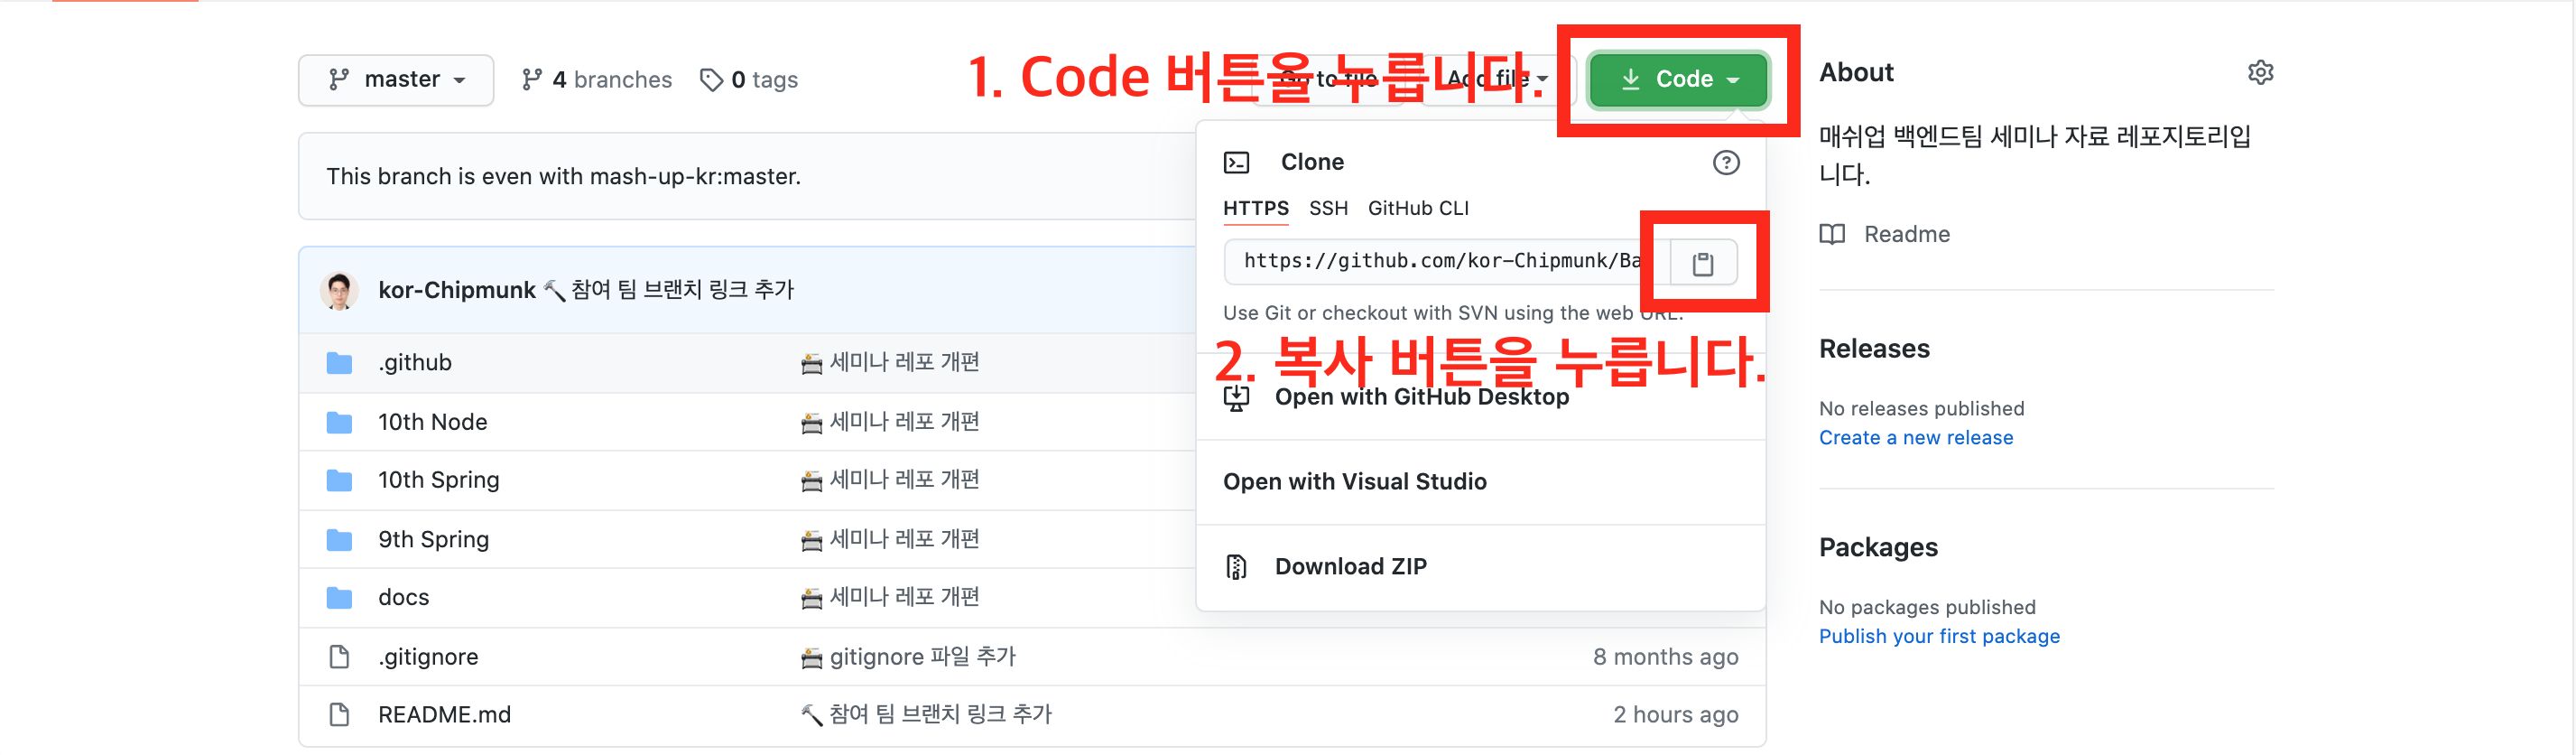 master
4 branches
0 tags
1. Code 버튼을 누릅니다.
Go to file
Add file
Code
This branch is even with mash-up-kr:master.
kor-Chipmunk 🔨 참여 팀 브랜치 링크 추가
.github 세미나 레포 개편
10th Node 세미나 레포 개편
10th Spring 세미나 레포 개편
9th Spring 세미나 레포 개편
docs 세미나 레포 개편
.gitignore gitignore 파일 추가 8 months ago
README.md 🔨 참여 팀 브랜치 링크 추가 2 hours ago
Clone
HTTPS SSH GitHub CLI
https://github.com/kor-Chipmunk/Ba
Use Git or checkout with SVN using the web URL.
2. 복사 버튼을 누릅니다.
Open with GitHub Desktop
Open with Visual Studio
Download ZIP
About
매쉬업 백엔드팀 세미나 자료 레포지토리입
니다.
Readme
Releases
No releases published
Create a new release
Packages
No packages published
Publish your first package